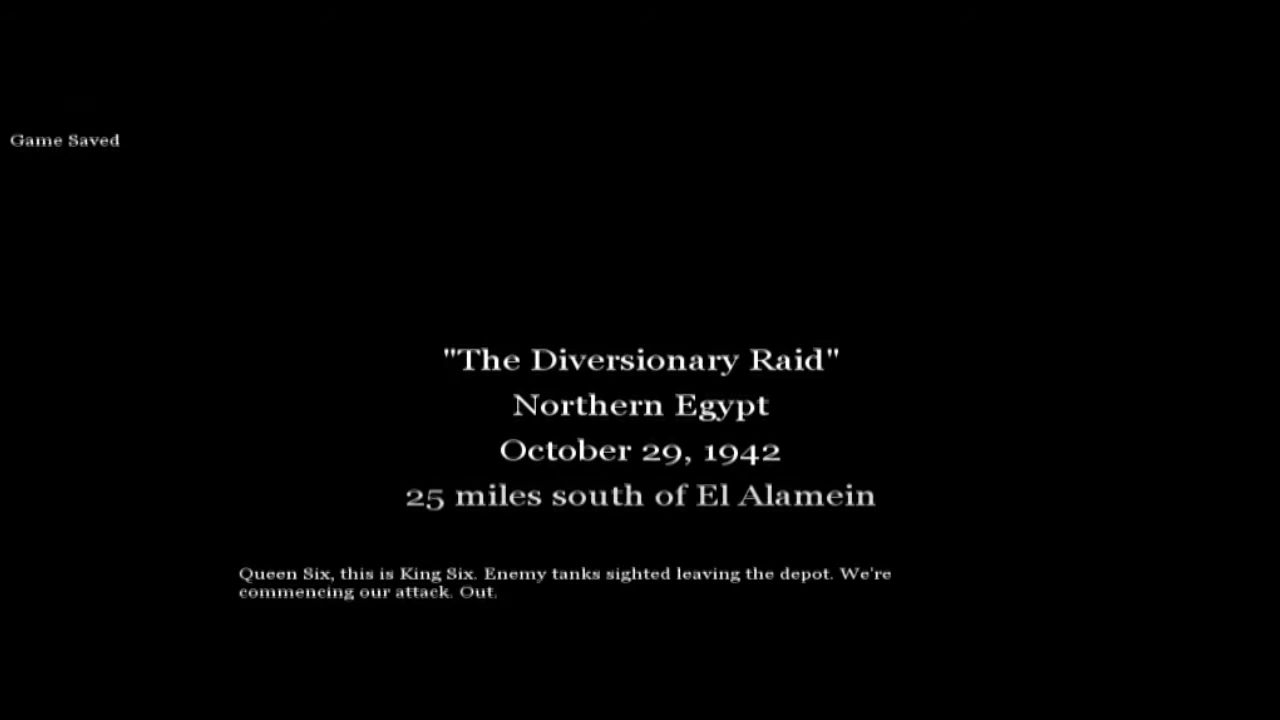 Game Saved
"The Diversionary Raid"
Northern Egypt
October 29, 1942
25 miles south of El Alamein
Queen Six, this is King Six. Enemy tanks sighted leaving the depot. We're
commencing our attack. Out.